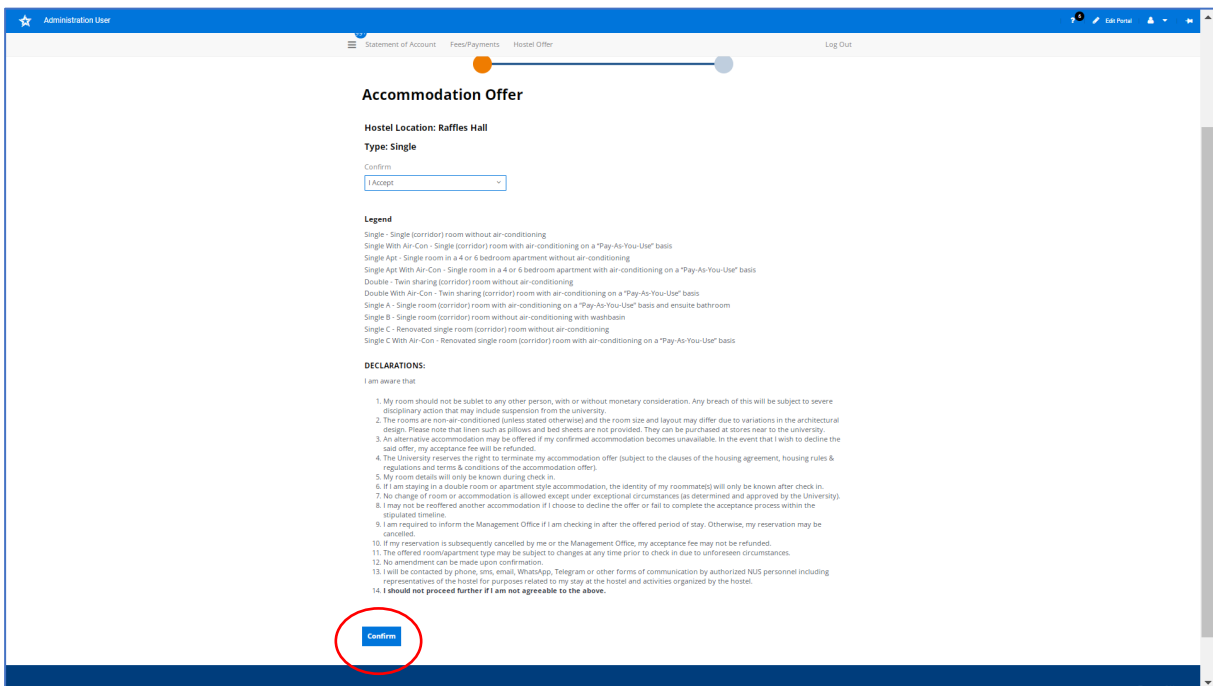 Administration User
? 6 Edit Portal
Statement of Account Fees/Payments Hostel Offer Log Out
Accommodation Offer
Hostel Location: Raffles Hall
Type: Single
Confirm
I Accept
Legend
Single - Single (corridor) room without air-conditioning
Single With Air-Con - Single (corridor) room with air-conditioning on a "Pay-As-You-Use" basis
Single Apt - Single room in a 4 or 6 bedroom apartment without air-conditioning
Single Apt With Air-Con - Single room in a 4 or 6 bedroom apartment with air-conditioning on a "Pay-As-You-Use" basis
Double - Twin sharing (corridor) room without air-conditioning
Double With Air-Con - Twin sharing (corridor) room with air-conditioning on a "Pay-As-You-Use" basis
Single A - Single room (corridor) room with air-conditioning on a "Pay-As-You-Use" basis and ensuite bathroom
Single B - Single room (corridor) room without air-conditioning with washbasin
Single C - Renovated single room (corridor) room without air-conditioning
Single C With Air-Con - Renovated single room (corridor) room with air-conditioning on a "Pay-As-You-Use" basis
DECLARATIONS:
I am aware that
1. My room should not be sublet to any other person, with or without monetary consideration. Any breach of this will be subject to severe
disciplinary action that may include suspension from the university.
2. The rooms are non-air-conditioned (unless stated otherwise) and the room size and layout may differ due to variations in the architectural
design. Please note that linen such as pillows and bed sheets are not provided. They can be purchased at stores near to the university.
3. An alternative accommodation may be offered if my confirmed accommodation becomes unavailable. In the event that I wish to decline the
said offer, my acceptance fee will be refunded.
4. The University reserves the right to terminate my accommodation offer (subject to the clauses of the housing agreement, housing rules &
regulations and terms & conditions of the accommodation offer).
5. My room details will only be known during check in.
6. If I am staying in a double room or apartment style accommodation, the identity of my roommate(s) will only be known after check in.
7. No change of room or accommodation is allowed except under exceptional circumstances (as determined and approved by the University).
8. I may not be reoffered another accommodation if I choose to decline the offer or fail to complete the acceptance process within the
stipulated timeline.
9. I am required to inform the Management Office if I am checking in after the offered period of stay. Otherwise, my reservation may be
cancelled.
10. If my reservation is subsequently cancelled by me or the Management Office, my acceptance fee may not be refunded.
11. The offered room/apartment type may be subject to changes at any time prior to check in due to unforeseen circumstances.
12. No amendment can be made upon confirmation.
13. I will be contacted by phone, sms, email, WhatsApp, Telegram or other forms of communication by authorized NUS personnel including
representatives of the hostel for purposes related to my stay at the hostel and activities organized by the hostel.
14. I should not proceed further if I am not agreeable to the above.
Confirm